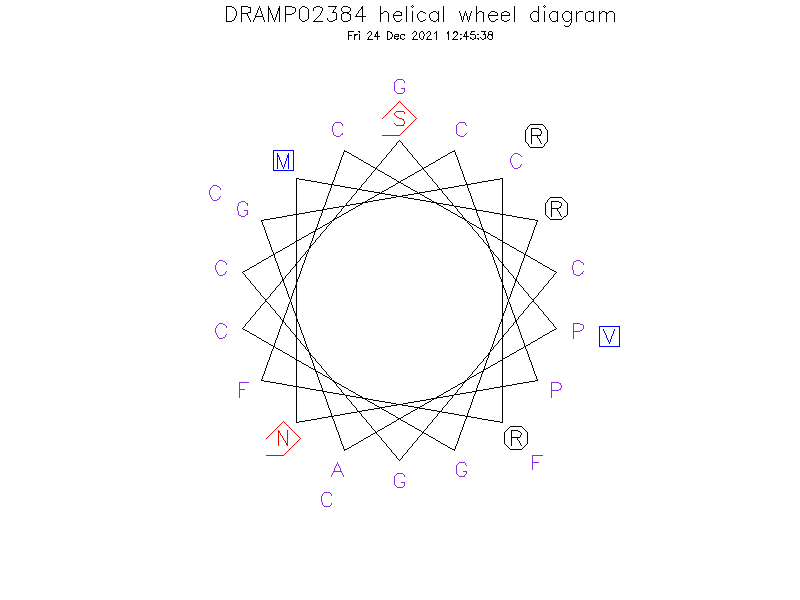 DRAMP02384 helical wheel diagram
Fri 24 Dec 2021 12:45:38
G
C S C R
M C
C G R
C C
C P V
F P
N R
A G G F
C